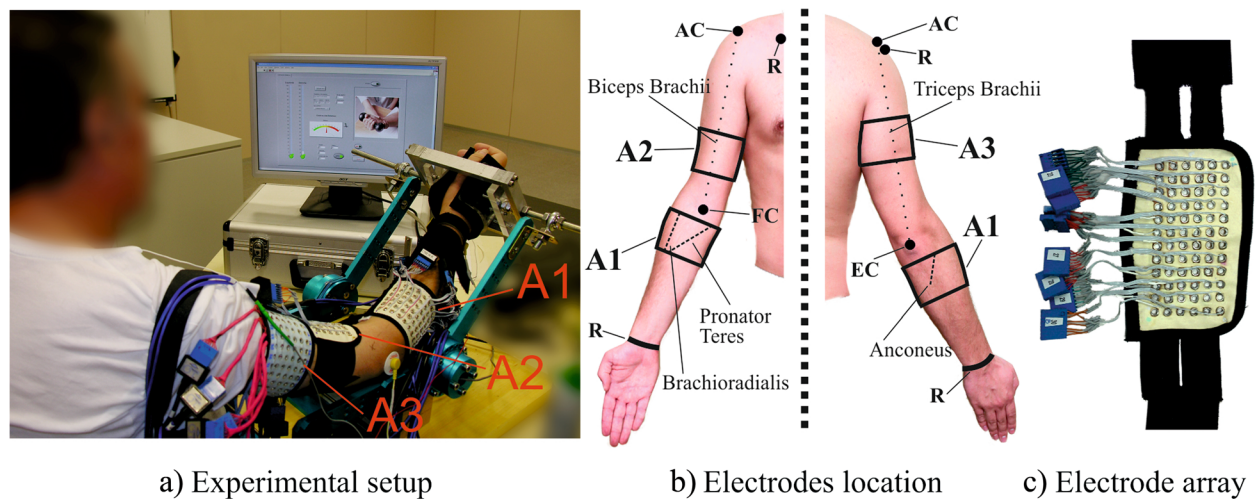 A1
A2
A3
a) Experimental setup
AC
R
Biceps Brachii
A2
FC
A1
Pronator
Teres
R
Brachioradialis
b) Electrodes location
AC
R
Triceps Brachii
A3
A1
EC
Anconeus
R
c) Electrode array